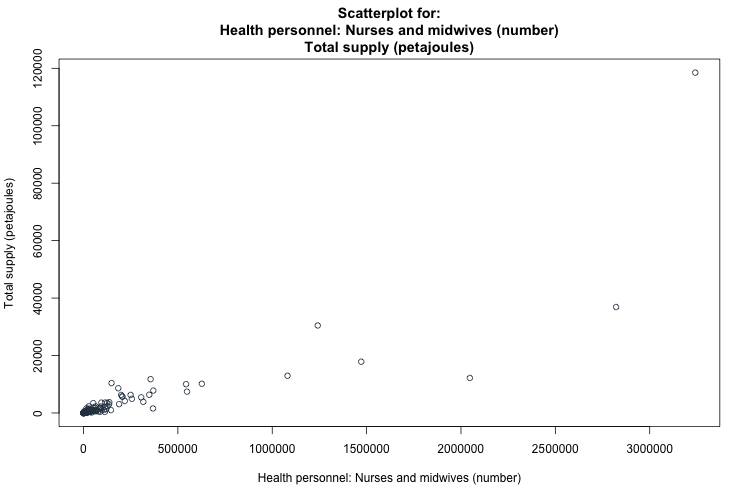 Scatterplot for:
Health personnel: Nurses and midwives (number)
Total supply (petajoules)
Total supply (petajoules)
120000
100000
80000
60000
40000
20000
0
0 500000 1000000 1500000 2000000 2500000 3000000
Health personnel: Nurses and midwives (number)